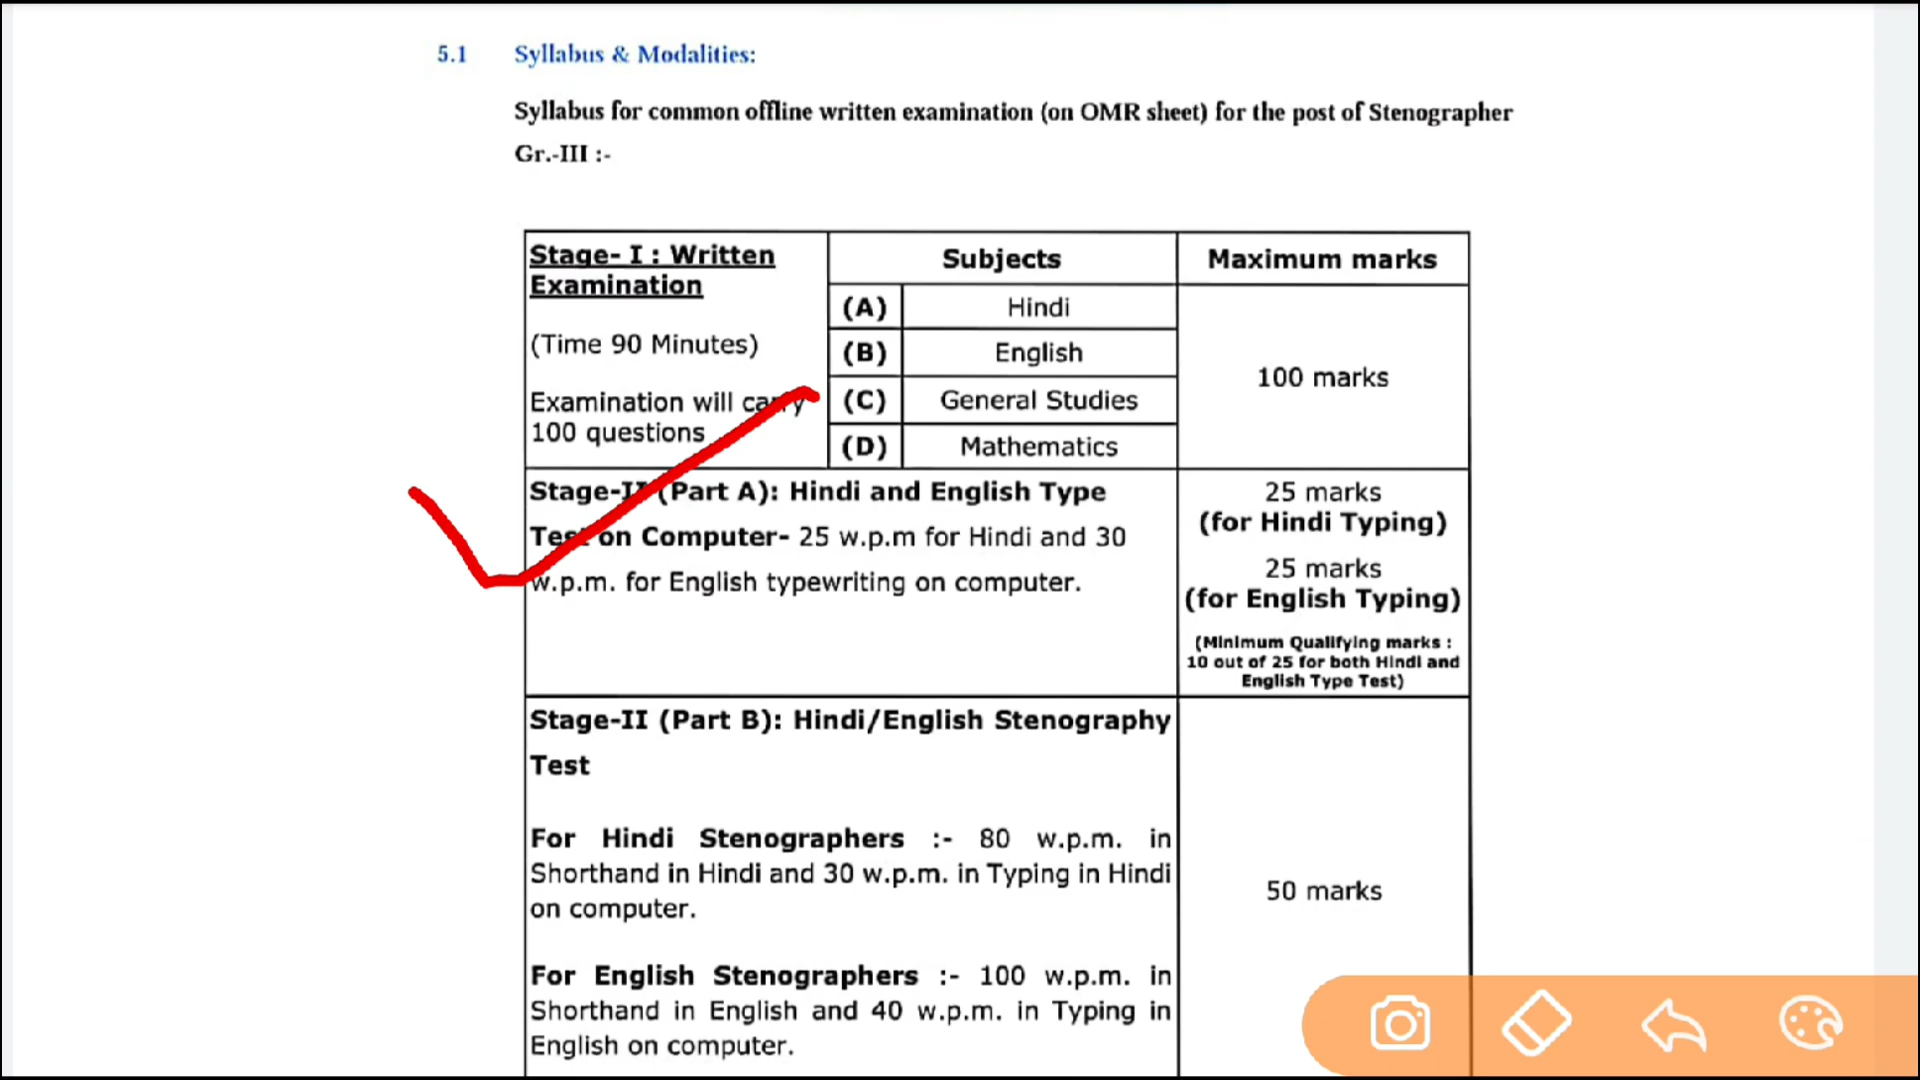 5.1 Syllabus & Modalities:
Syllabus for common offline written examination (on OMR sheet) for the post of Stenographer
Gr.-III :-
Stage- I : Written
Examination
(Time 90 Minutes)
Examination will carry
100 questions
Subjects
Maximum marks
(A) Hindi
(B) English
(C) General Studies
(D) Mathematics
100 marks
Stage-II (Part A): Hindi and English Type
Test on Computer- 25 w.p.m for Hindi and 30
w.p.m. for English typewriting on computer.
25 marks
(for Hindi Typing)
25 marks
(for English Typing)
(Minimum Qualifying marks :
10 out of 25 for both Hindi and
English Type Test)
Stage-II (Part B): Hindi/English Stenography
Test
For Hindi Stenographers :- 80 w.p.m. in
Shorthand in Hindi and 30 w.p.m. in Typing in Hindi
on computer.
For English Stenographers :- 100 w.p.m. in
Shorthand in English and 40 w.p.m. in Typing in
English on computer.
50 marks